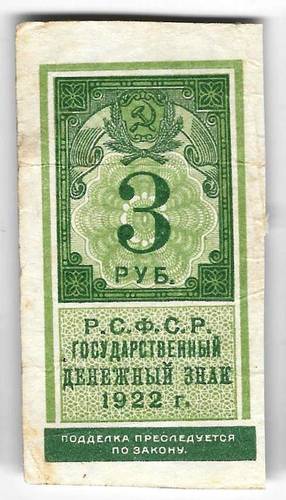 3
РУБ.
Р.С.Ф.С.Р.
ГОСУДАРСТВЕННЫЙ
ДЕНЕЖНЫЙ ЗНАК
1922 г.
ПОДДЕЛКА ПРЕСЛЕДУЕТСЯ
ПО ЗАКОНУ.